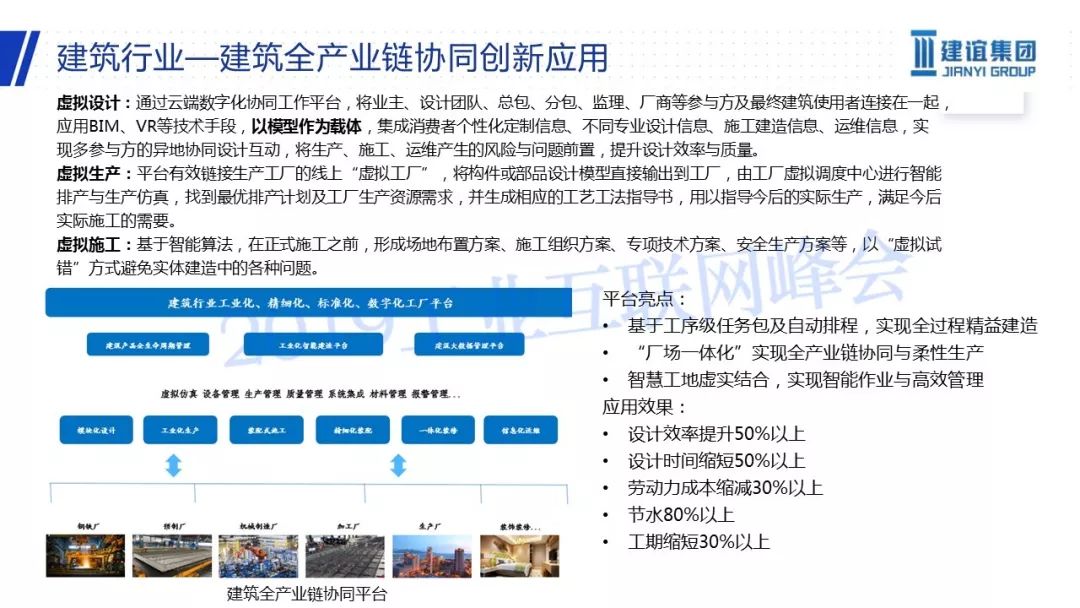 建筑行业—建筑全产业链协同创新应用
建谊集团
JIANYI GROUP
虚拟设计：通过云端数字化协同工作平台，将业主、设计团队、总包、分包、监理、厂商等参与方及最终建筑使用者连接在一起，
应用BIM、VR等技术手段，以模型作为载体，集成消费者个性化定制信息、不同专业设计信息、施工建造信息、运维信息，实
现多参与方的异地协同设计互动，将生产、施工、运维产生的风险与问题前置，提升设计效率与质量。
虚拟生产：平台有效链接生产工厂的线上“虚拟工厂”，将构件或部品设计模型直接输出到工厂，由工厂虚拟调度中心进行智能
排产与生产仿真，找到最优排产计划及工厂生产资源需求，并生成相应的工艺工法指导书，用以指导今后的实际生产，满足今后
实际施工的需要。
虚拟施工：基于智能算法，在正式施工之前，形成场地布置方案、施工组织方案、专项技术方案、安全生产方案等，以“虚拟试
错”方式避免实体建造中的各种问题。
2019工业互联网峰会
建筑行业工业化、精细化、标准化、数字化工厂平台
建筑产品全生命周期管理
工业化智能建造平台
建筑大数据管理平台
虚拟仿真 设备管理 生产管理 质量管理 系统集成 材料管理 报警管理...
模块化设计
工业化生产
装配式施工
精细化装配
一体化装修
信息化运维
钢铁厂
预制厂
机械制造厂
加工厂
生产厂
装饰装修...
建筑全产业链协同平台
平台亮点：
• 基于工序级任务包及自动排程，实现全过程精益建造
• “厂场一体化”实现全产业链协同与柔性生产
• 智慧工地虚实结合，实现智能作业与高效管理
应用效果：
• 设计效率提升50%以上
• 设计时间缩短50%以上
• 劳动力成本缩减30%以上
• 节水80%以上
• 工期缩短30%以上